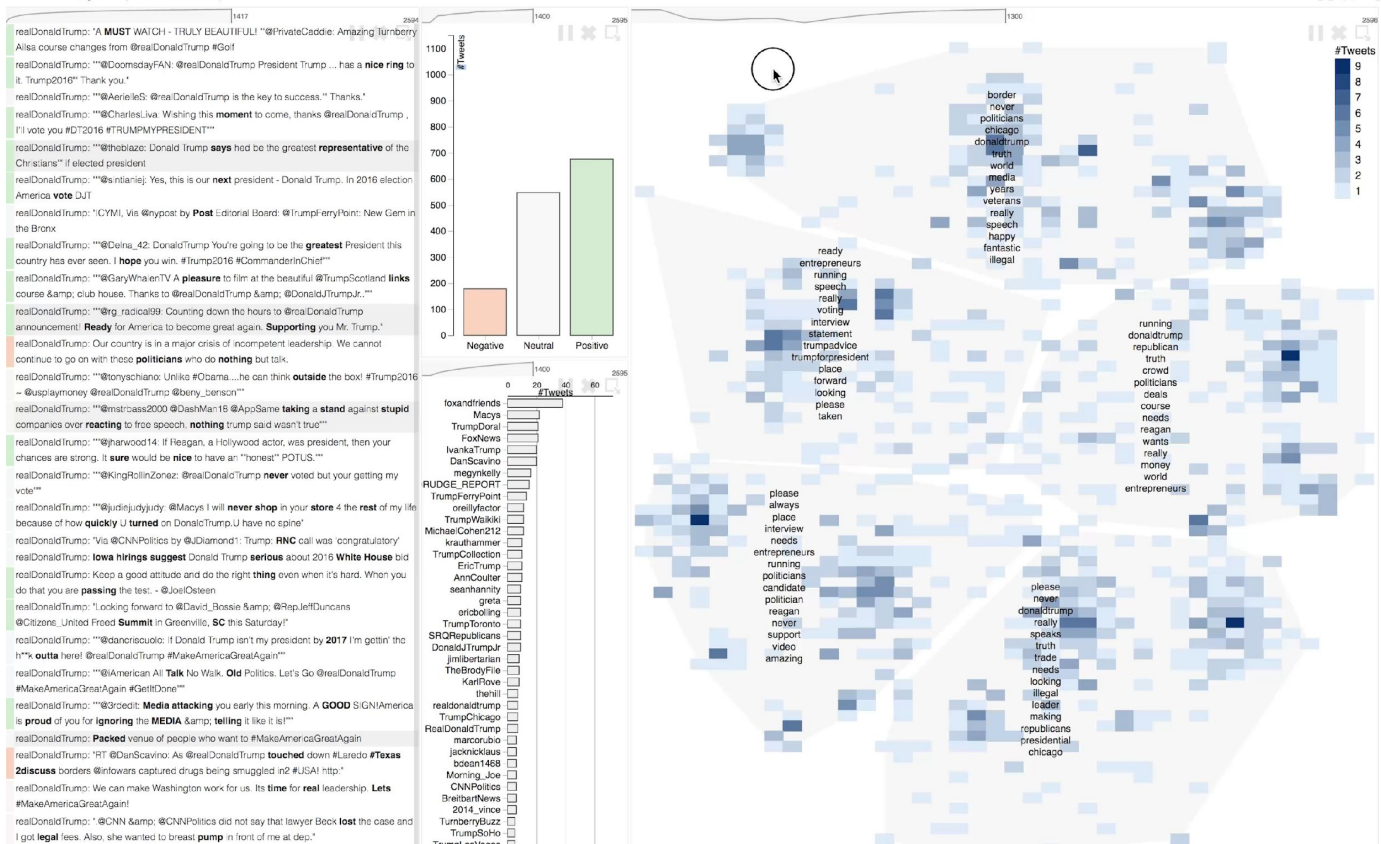 1417
2594
realDonaldTrump: "A MUST WATCH - TRULY BEAUTIFUL! ""@PrivateCaddie: Amazing Turnberry
Ailsa course changes from @realDonaldTrump #Golf
realDonaldTrump: """@DoomsdayFAN: @realDonaldTrump President Trump ... has a nice ring to
it. Trump2016"" Thank you."
realDonaldTrump: """@AerielleS: @realDonaldTrump is the key to success."" Thanks."
realDonaldTrump: """@CharlesLiva: Wishing this moment to come, thanks @realDonaldTrump ,
I'll vote you #DT2016 #TRUMPMYPRESIDENT"""
realDonaldTrump: """@theblaze: Donald Trump says hed be the greatest representative of the
Christians"" if elected president
realDonaldTrump: """@sintianiej: Yes, this is our next president - Donald Trump. In 2016 election
America vote DJT
realDonaldTrump: "ICYMI, Via @nypost by Post Editorial Board: @TrumpFerryPoint: New Gem in
the Bronx
realDonaldTrump: """@Delna_42: DonaldTrump You're going to be the greatest President this
country has ever seen. I hope you win. #Trump2016 #CommanderInChief"""
realDonaldTrump: """@GaryWhalenTV A pleasure to film at the beautiful @TrumpScotland links
course &amp; club house. Thanks to @realDonaldTrump &amp; @DonaldJTrumpJr.."""
realDonaldTrump: """@rg_radical99: Counting down the hours to @realDonaldTrump
announcement! Ready for America to become great again. Supporting you Mr. Trump."
realDonaldTrump: Our country is in a major crisis of incompetent leadership. We cannot
continue to go on with these politicians who do nothing but talk.
realDonaldTrump: """@tonyschiano: Unlike #Obama....he can think outside the box! #Trump2016
~ @usplaymoney @realDonaldTrump @beny_benson"""
realDonaldTrump: """@mstrbass2000 @DashMan18 @AppSame taking a stand against stupid
companies over reacting to free speech, nothing trump said wasn't true"""
realDonaldTrump: """@jharwood14: If Reagan, a Hollywood actor, was president, then your
chances are strong. It sure would be nice to have an ""honest"" POTUS."""
realDonaldTrump: """@KingRollinZonez: @realDonaldTrump never voted but your getting my
vote"""
realDonaldTrump: """@judiejudyjudy: @Macys I will never shop in your store 4 the rest of my life
because of how quickly U turned on DonaldTrump.U have no spine"
realDonaldTrump: "Via @CNNPolitics by @JDiamond1: Trump: RNC call was 'congratulatory'
realDonaldTrump: Iowa hirings suggest Donald Trump serious about 2016 White House bid
realDonaldTrump: Keep a good attitude and do the right thing even when it's hard. When you
do that you are passing the test. - @JoelOsteen
realDonaldTrump: "Looking forward to @David_Bossie &amp; @RepJeffDuncans
@Citizens_United Freed Summit in Greenville, SC this Saturday!"
realDonaldTrump: """@dancriscuolo: If Donald Trump isn't my president by 2017 I'm gettin' the
h**k outta here! @realDonaldTrump #MakeAmericaGreatAgain"""
realDonaldTrump: """@iAmerican All Talk No Walk. Old Politics. Let's Go @realDonaldTrump
#MakeAmericaGreatAgain #GetItDone"""
realDonaldTrump: """@3rdedit: Media attacking you early this morning. A GOOD SIGN!America
is proud of you for ignoring the MEDIA &amp; telling it like it is!"""
realDonaldTrump: Packed venue of people who want to #MakeAmericaGreatAgain
realDonaldTrump: "RT @DanScavino: As @realDonaldTrump touched down #Laredo #Texas
2discuss borders @infowars captured drugs being smuggled in2 #USA! http:"
realDonaldTrump: We can make Washington work for us. Its time for real leadership. Lets
#MakeAmericaGreatAgain!
realDonaldTrump: ".@CNN &amp; @CNNPolitics did not say that lawyer Beck lost the case and
I got legal fees. Also, she wanted to breast pump in front of me at dep."
1400
2595
#Tweets
1100
1000
900
800
700
600
500
400
300
200
100
0
Negative
Neutral
Positive
1400
2595
0
20
40
60
#Tweets
foxandfriends
Macys
TrumpDoral
FoxNews
IvankaTrump
DanScavino
megynkelly
RUDGE_REPORT
TrumpFerryPoint
oreillyfactor
TrumpWaikiki
MichaelCohen212
krauthammer
TrumpCollection
EricTrump
AnnCoulter
seanhannity
greta
ericbolling
TrumpToronto
SRQRepublicans
DonaldJTrumpJr
jimlibertarian
TheBrodyFile
KarlRove
thehill
realdonaldtrump
TrumpChicago
RealDonaldTrump
marcorubio
jacknicklaus
bdean1468
Morning_Joe
CNNPolitics
BreitbartNews
2014_vince
TurnberryBuzz
TrumpSoHo
1300
2596
#Tweets
9
8
7
6
5
4
3
2
1
border
never
politicians
chicago
donaldtrump
truth
world
media
years
veterans
really
speech
happy
fantastic
illegal
ready
entrepreneurs
running
speech
really
voting
interview
statement
trumpadvice
trumpforpresident
place
forward
looking
please
taken
running
donaldtrump
republican
truth
crowd
politicians
deals
course
needs
reagan
wants
really
money
world
entrepreneurs
please
always
place
interview
needs
entrepreneurs
running
politicians
candidate
politician
reagan
never
support
video
amazing
please
never
donaldtrump
really
speaks
truth
trade
needs
looking
illegal
leader
making
republicans
presidential
chicago